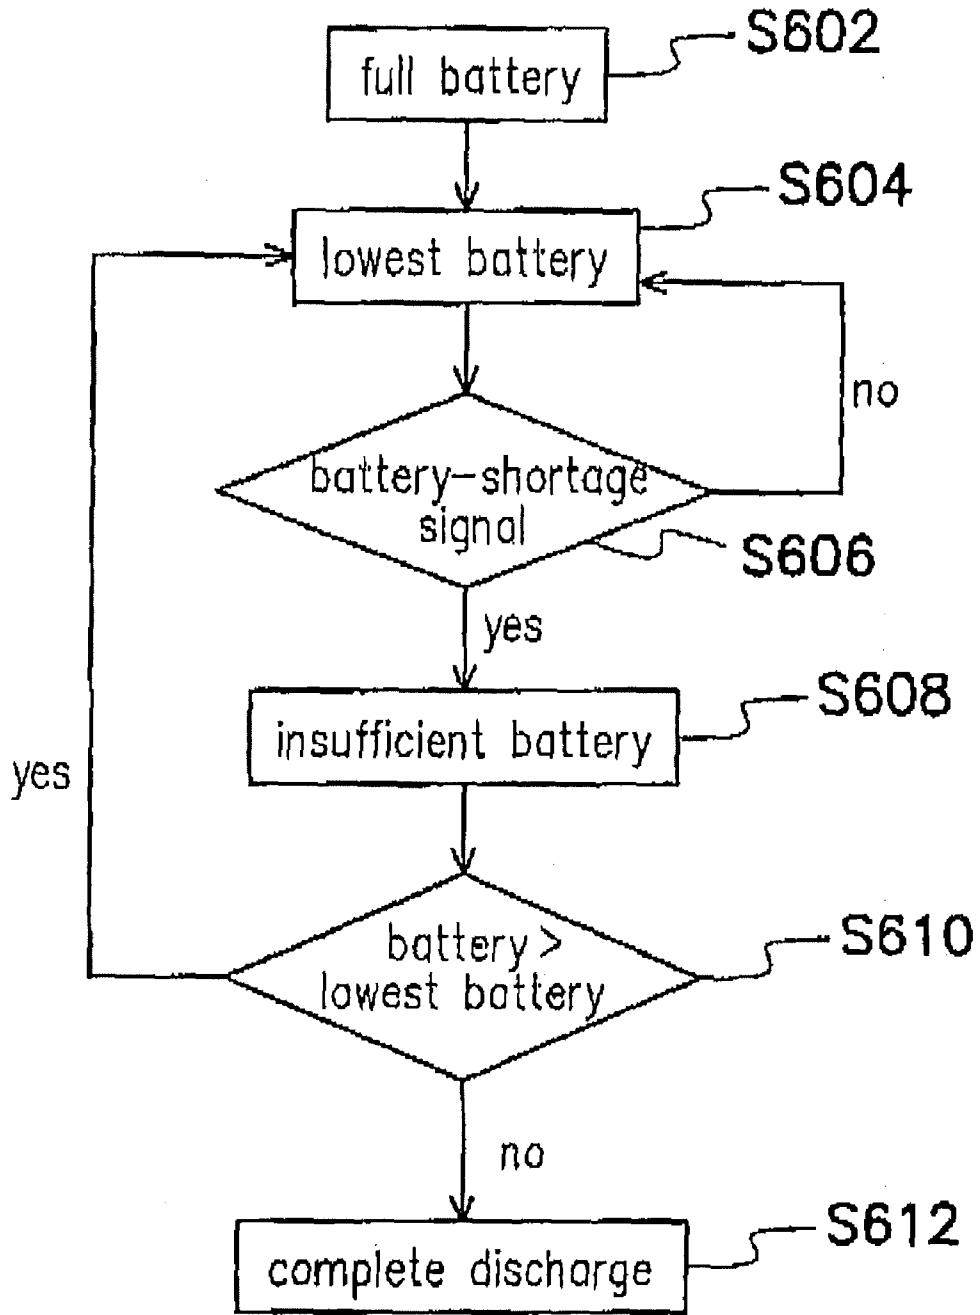 S602
full battery
S604
lowest battery
no
battery-shortage
signal
S606
yes
S608
insufficient battery
yes
S610
battery >
lowest battery
no
S612
complete discharge